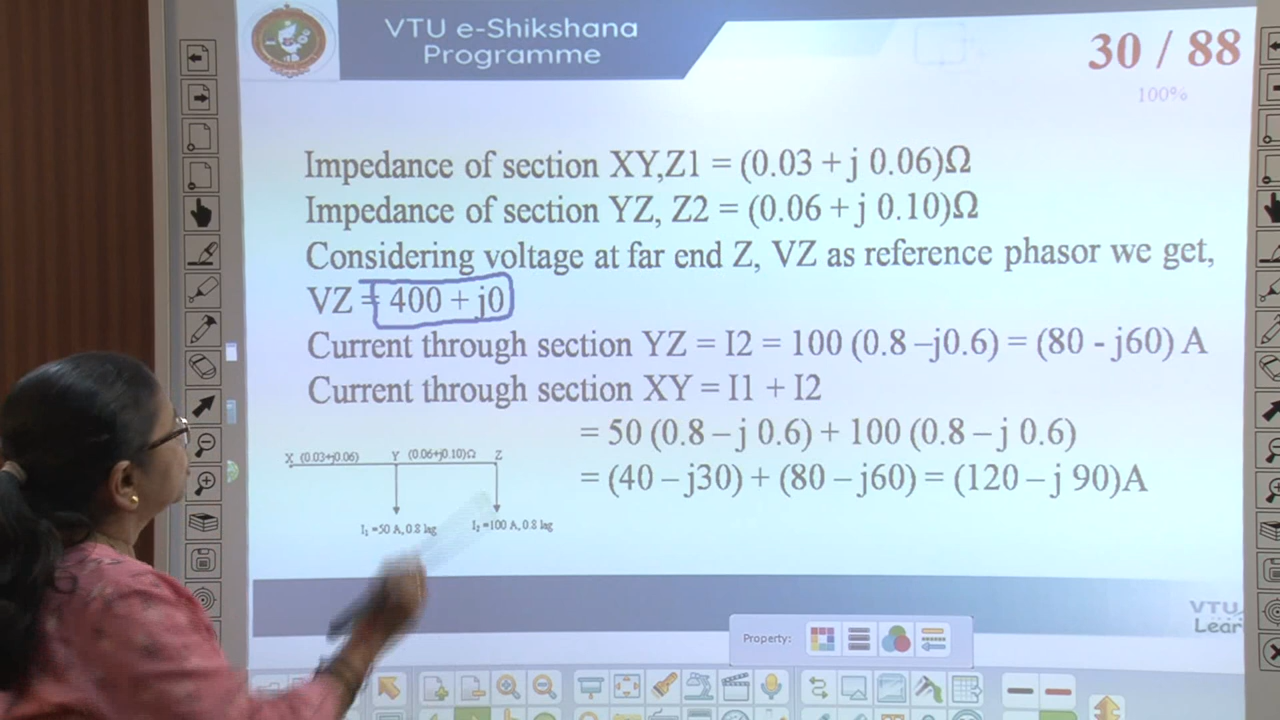 VTU e-Shikshana
Programme
30 / 88
100%
Impedance of section XY,Z1 = (0.03 + j 0.06)Ω
Impedance of section YZ, Z2 = (0.06 + j 0.10)Ω
Considering voltage at far end Z, VZ as reference phasor we get,
VZ = 400 + j0
Current through section YZ = I2 = 100 (0.8 –j0.6) = (80 - j60) A
Current through section XY = I1 + I2
= 50 (0.8 – j 0.6) + 100 (0.8 – j 0.6)
= (40 – j30) + (80 – j60) = (120 – j 90)A
X (0.03+j0.06) Y (0.06+j0.10)Ω Z
I₁ =50 A, 0.8 lag I₂ =100 A, 0.8 lag
VTU
Lear
Property: